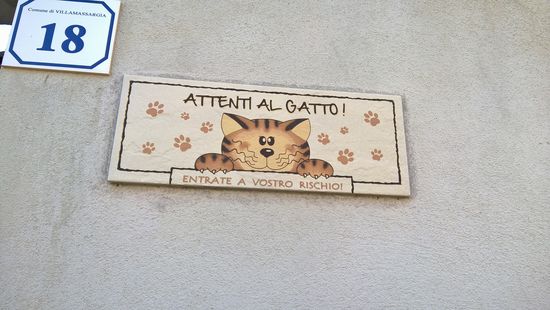 Comune di VILLAMASSARGIA
18
ATTENTI AL GATTO!
ENTRATE A VOSTRO RISCHIO!